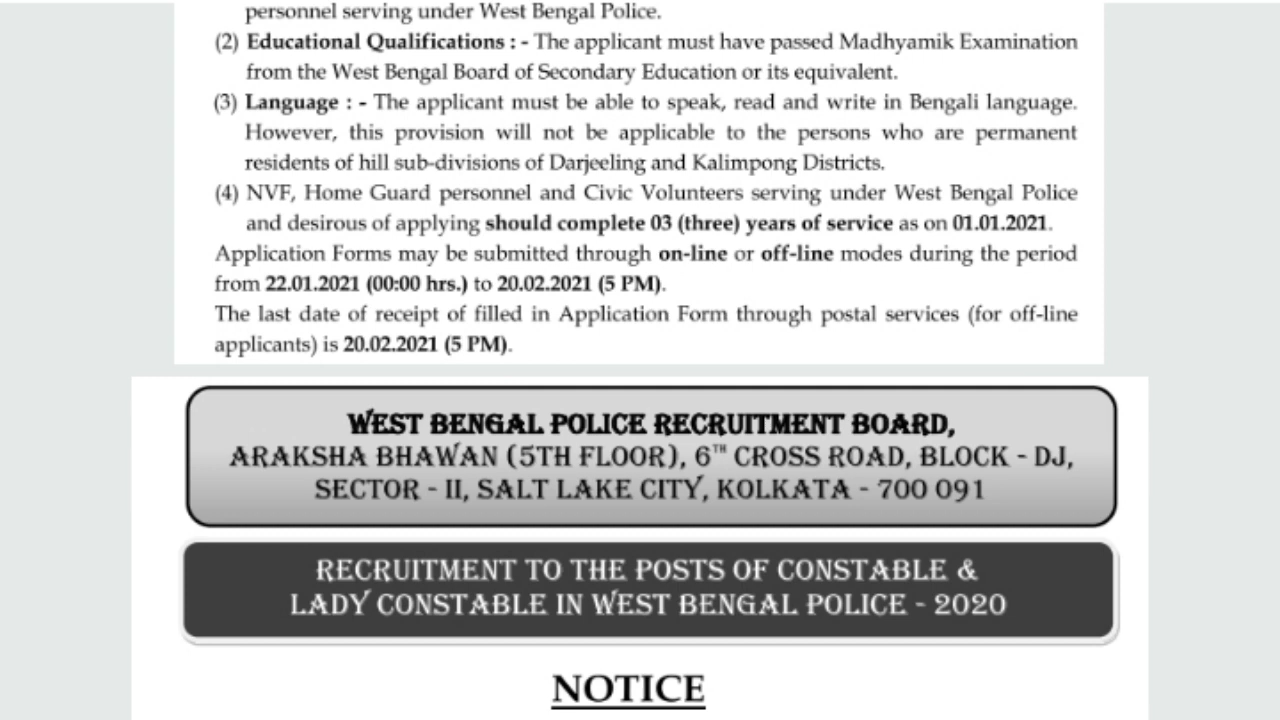 personnel serving under West Bengal Police.
(2) Educational Qualifications : - The applicant must have passed Madhyamik Examination
from the West Bengal Board of Secondary Education or its equivalent.
(3) Language : - The applicant must be able to speak, read and write in Bengali language.
However, this provision will not be applicable to the persons who are permanent
residents of hill sub-divisions of Darjeeling and Kalimpong Districts.
(4) NVF, Home Guard personnel and Civic Volunteers serving under West Bengal Police
and desirous of applying should complete 03 (three) years of service as on 01.01.2021.
Application Forms may be submitted through on-line or off-line modes during the period
from 22.01.2021 (00:00 hrs.) to 20.02.2021 (5 PM).
The last date of receipt of filled in Application Form through postal services (for off-line
applicants) is 20.02.2021 (5 PM).
WEST BENGAL POLICE RECRUITMENT BOARD,
ARAKSHA BHAWAN (5TH FLOOR), 6TH CROSS ROAD, BLOCK - DJ,
SECTOR - II, SALT LAKE CITY, KOLKATA - 700 091
RECRUITMENT TO THE POSTS OF CONSTABLE &
LADY CONSTABLE IN WEST BENGAL POLICE - 2020
NOTICE